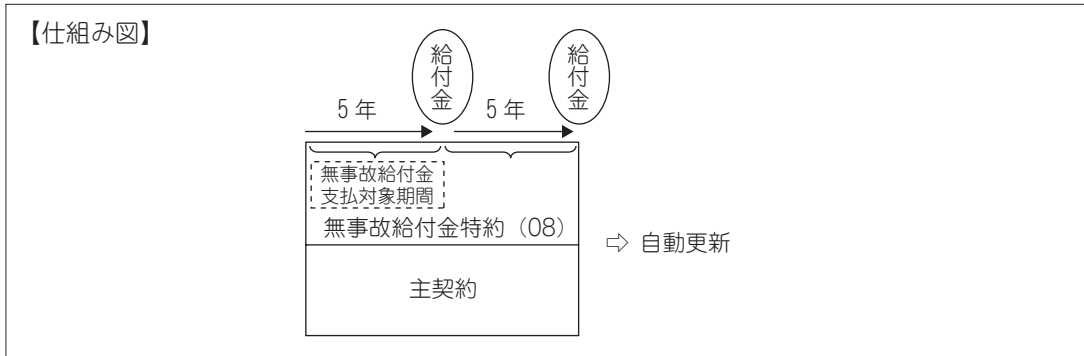 【仕組み図】
給付金
給付金
5年
5年
無事故給付金
支払対象期間
無事故給付金特約(08)
⇨ 自動更新
主契約